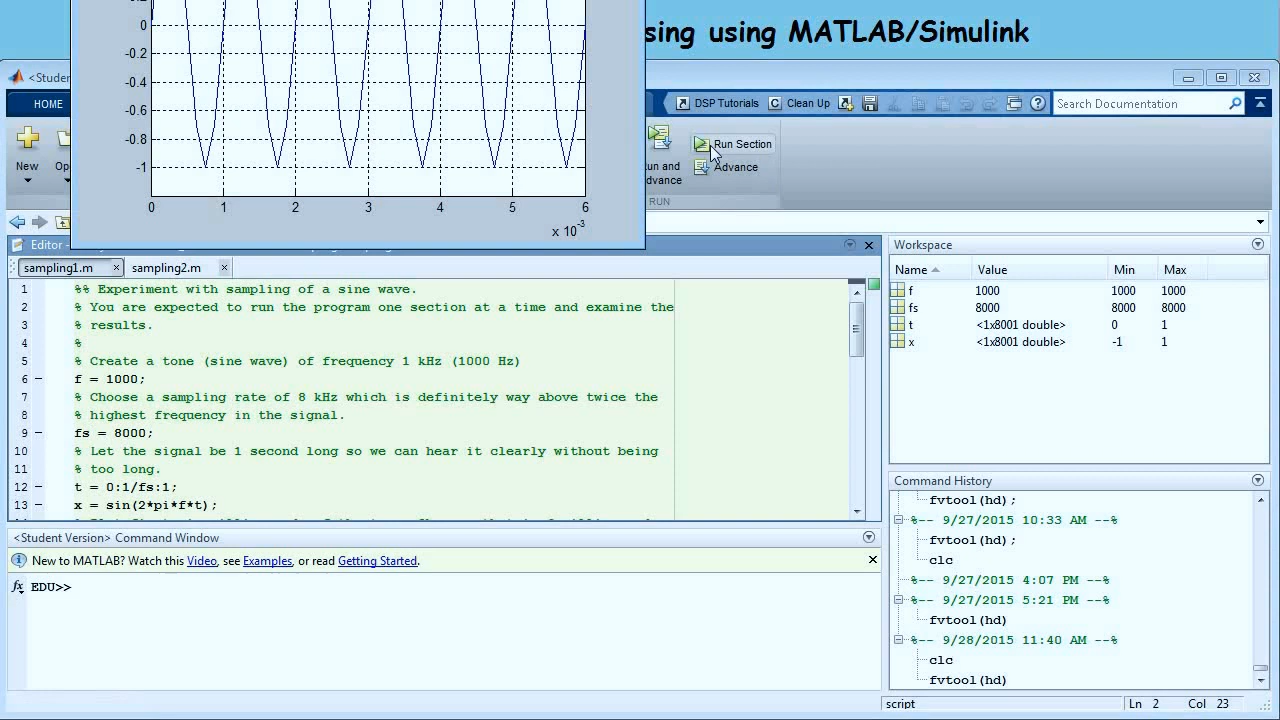 sing using MATLAB/Simulink
<Studen
HOME
DSP Tutorials
Clean Up
Search Documentation
New
Op
un and
dvance
Run Section
Advance
RUN
0
-0.2
-0.4
-0.6
-0.8
-1
0 1 2 3 4 5 6
x 10-3
Editor -
sampling1.m × sampling2.m ×
1 %% Experiment with sampling of a sine wave.
2 % You are expected to run the program one section at a time and examine the
3 % results.
4 %
5 % Create a tone (sine wave) of frequency 1 kHz (1000 Hz)
6 — f = 1000;
7 % Choose a sampling rate of 8 kHz which is definitely way above twice the
8 % highest frequency in the signal.
9 — fs = 8000;
10 % Let the signal be 1 second long so we can hear it clearly without being
11 % too long.
12 — t = 0:1/fs:1;
13 — x = sin(2*pi*f*t);
<Student Version> Command Window
New to MATLAB? Watch this Video, see Examples, or read Getting Started.
fx EDU>>
Workspace
Name Value Min Max
f 1000 1000 1000
fs 8000 8000 8000
t <1x8001 double> 0 1
x <1x8001 double> -1 1
Command History
fvtool(hd);
%-- 9/27/2015 10:33 AM --%
fvtool(hd);
clc
%-- 9/27/2015 4:07 PM --%
%-- 9/27/2015 5:21 PM --%
fvtool(hd)
%-- 9/28/2015 11:40 AM --%
clc
fvtool(hd)
script
Ln 2 Col 23